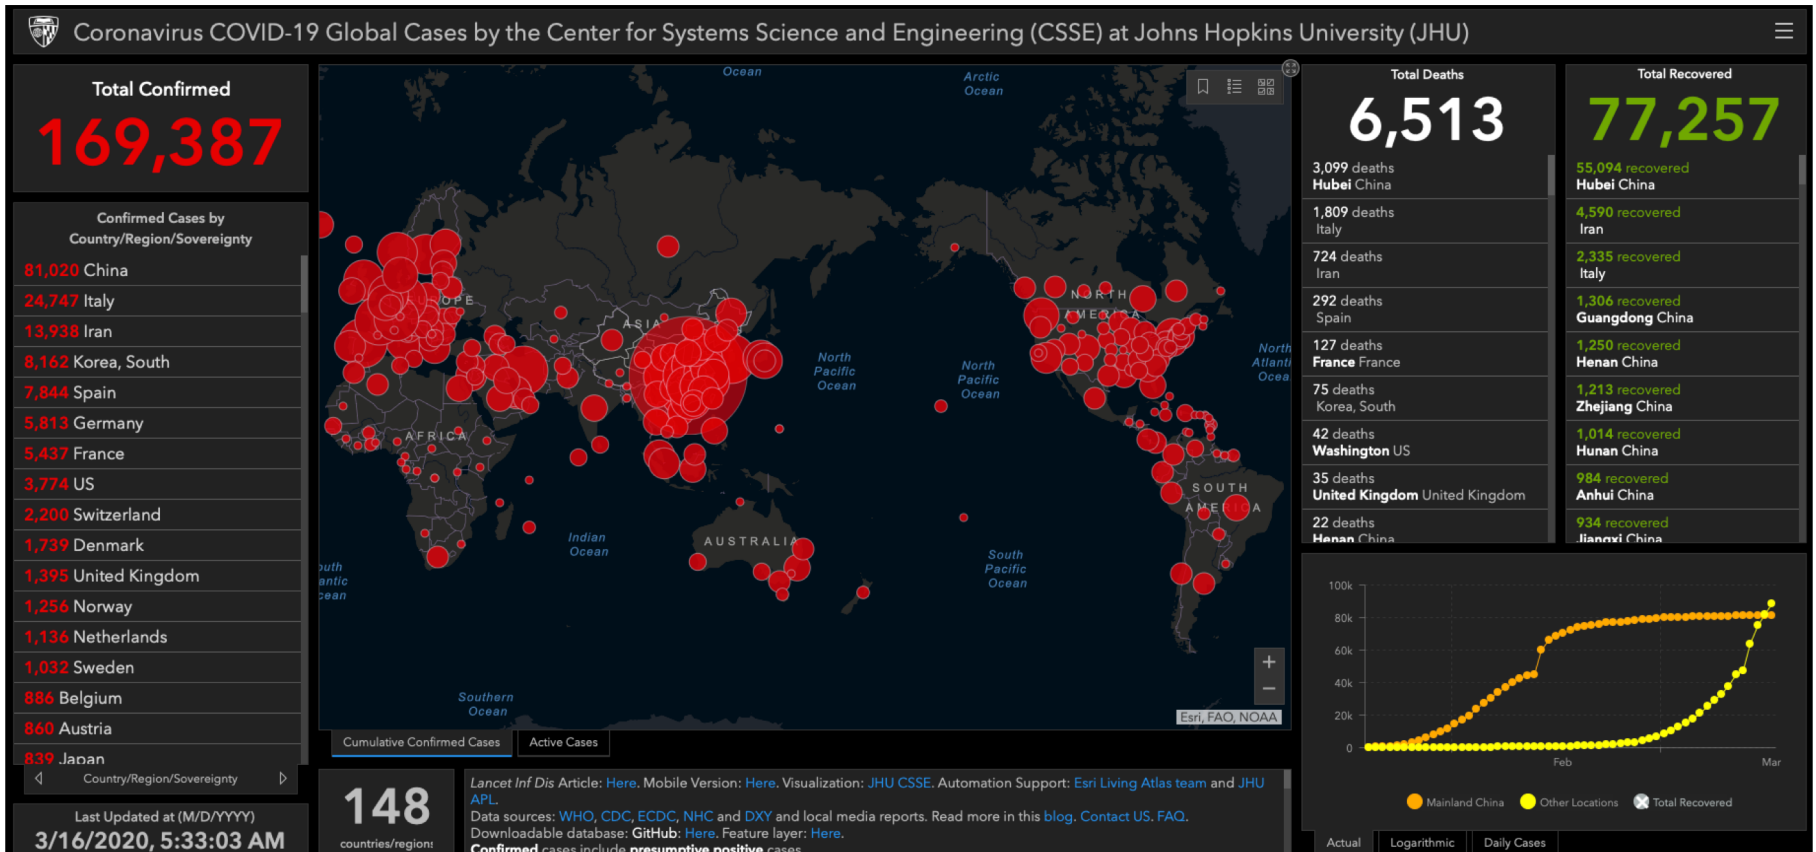 Coronavirus COVID-19 Global Cases by the Center for Systems Science and Engineering (CSSE) at Johns Hopkins University (JHU)
Total Confirmed
169,387
Confirmed Cases by
Country/Region/Sovereignty
81,020 China
24,747 Italy
13,938 Iran
8,162 Korea, South
7,844 Spain
5,813 Germany
5,437 France
3,774 US
2,200 Switzerland
1,739 Denmark
1,395 United Kingdom
1,256 Norway
1,136 Netherlands
1,032 Sweden
886 Belgium
860 Austria
839 Japan
Country/Region/Sovereignty
Last Updated at (M/D/YYYY)
3/16/2020, 5:33:03 AM
Ocean
Arctic
Ocean
EUROPE
ASIA
NORTH
AMERICA
North
Pacific
Ocean
North
Pacific
Ocean
North
Atlanti
Ocea
AFRICA
SOUTH
AMERICA
Indian
Ocean
AUSTRALIA
South
Pacific
Ocean
outh
antic
cean
Southern
Ocean
+
−
Esri, FAO, NOAA
Cumulative Confirmed Cases
Active Cases
148
countries/regions
Lancet Inf Dis Article: Here. Mobile Version: Here. Visualization: JHU CSSE. Automation Support: Esri Living Atlas team and JHU
APL.
Data sources: WHO, CDC, ECDC, NHC and DXY and local media reports. Read more in this blog. Contact US. FAQ.
Downloadable database: GitHub: Here. Feature layer: Here.
Confirmed cases include presumptive positive cases
Total Deaths
6,513
3,099 deaths
Hubei China
1,809 deaths
Italy
724 deaths
Iran
292 deaths
Spain
127 deaths
France France
75 deaths
Korea, South
42 deaths
Washington US
35 deaths
United Kingdom United Kingdom
22 deaths
Henan China
Total Recovered
77,257
55,094 recovered
Hubei China
4,590 recovered
Iran
2,335 recovered
Italy
1,306 recovered
Guangdong China
1,250 recovered
Henan China
1,213 recovered
Zhejiang China
1,014 recovered
Hunan China
984 recovered
Anhui China
934 recovered
Jiangxi China
100k
80k
60k
40k
20k
0
Feb
Mar
Mainland China
Other Locations
Total Recovered
Actual
Logarithmic
Daily Cases